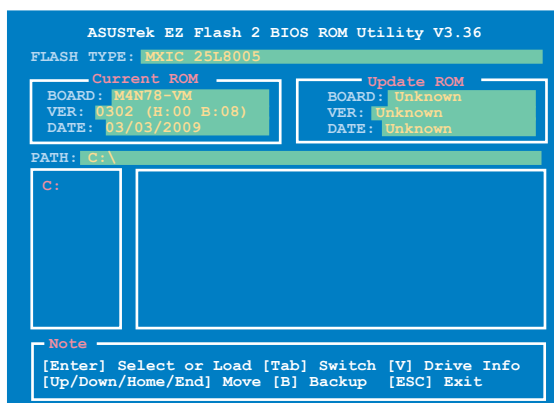 ASUSTek EZ Flash 2 BIOS ROM Utility V3.36
FLASH TYPE: MXIC 25L8005
Current ROM
BOARD: M4N78-VM
VER: 0302 (H:00 B:08)
DATE: 03/03/2009
Update ROM
BOARD: Unknown
VER: Unknown
DATE: Unknown
PATH: C:\
C:
Note
[Enter] Select or Load [Tab] Switch [V] Drive Info
[Up/Down/Home/End] Move [B] Backup [ESC] Exit